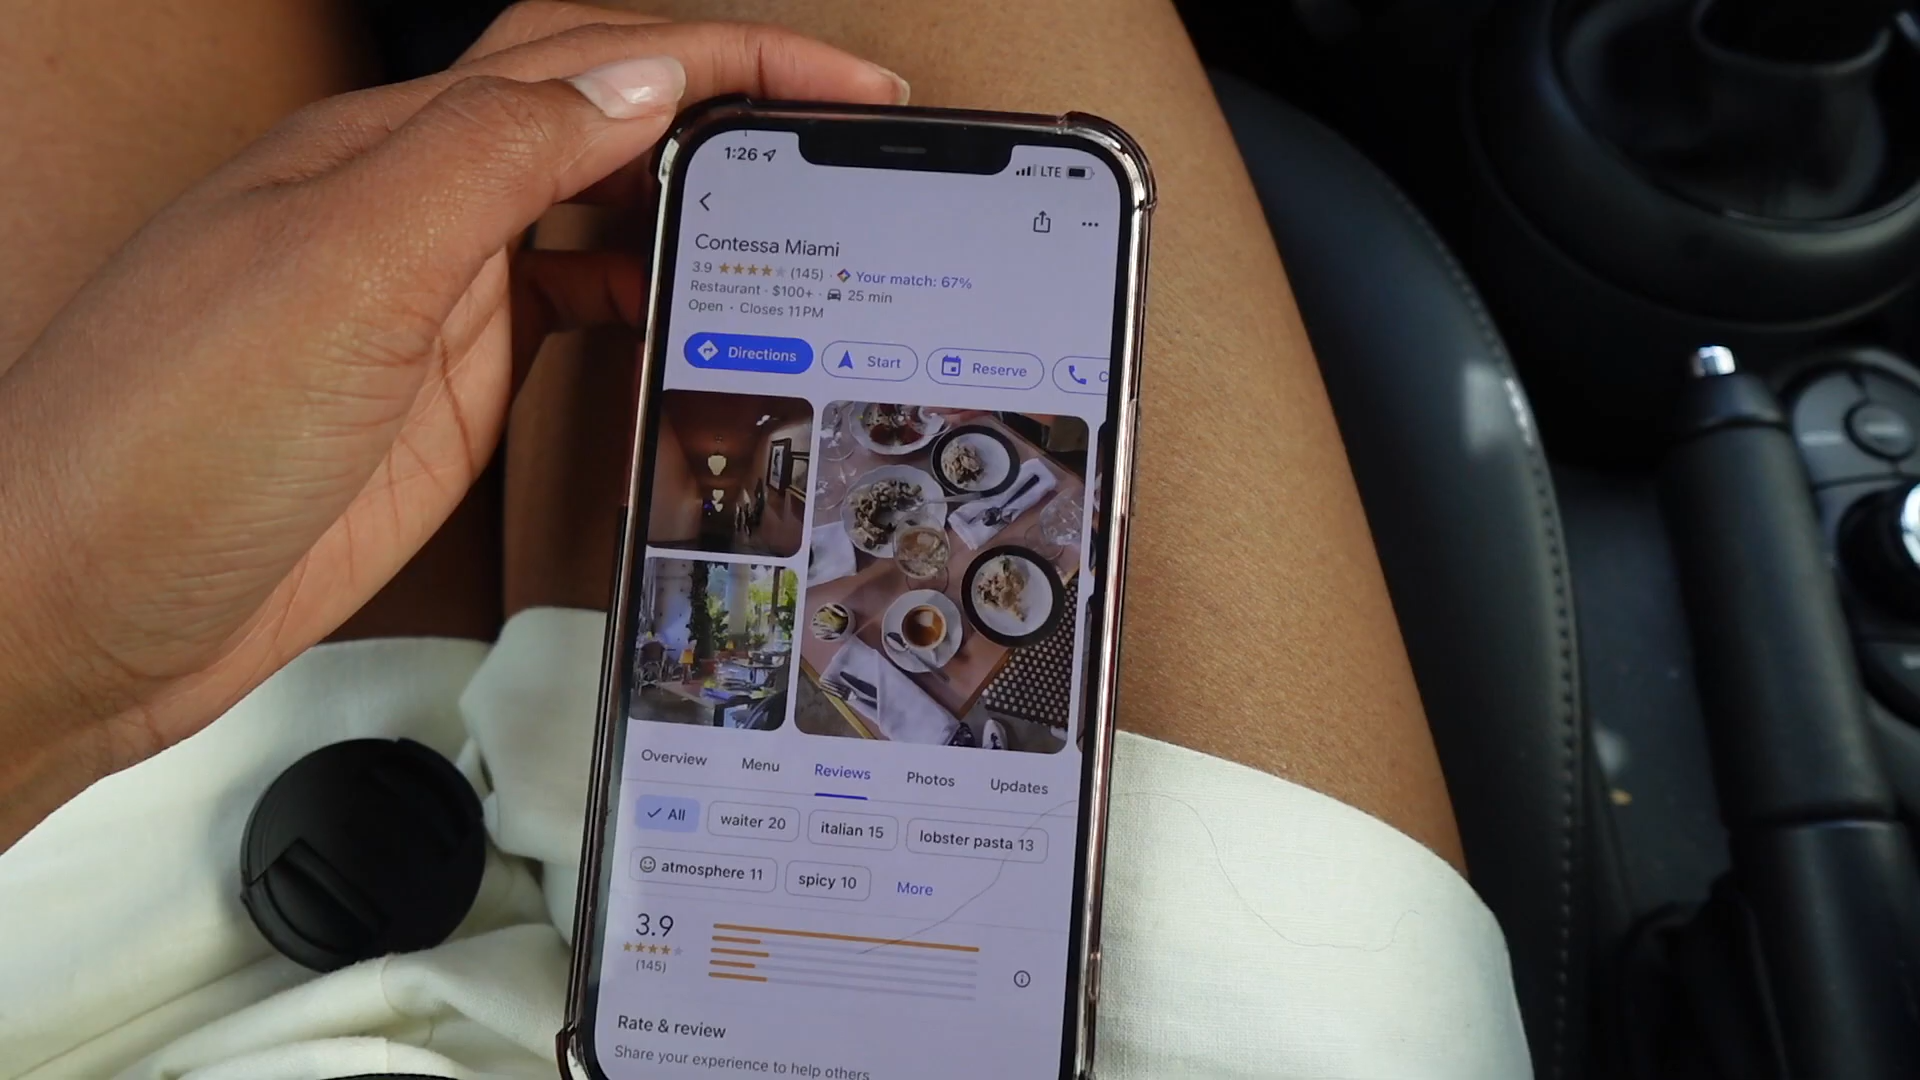 1:26 LTE
Contessa Miami
3.9 (145) · Your match: 67%
Restaurant · $100+ · 25 min
Open · Closes 11 PM
Directions Start Reserve C
Overview Menu Reviews Photos Updates
All waiter 20 italian 15 lobster pasta 13
atmosphere 11 spicy 10 More
3.9
(145)
Rate & review
Share your experience to help others